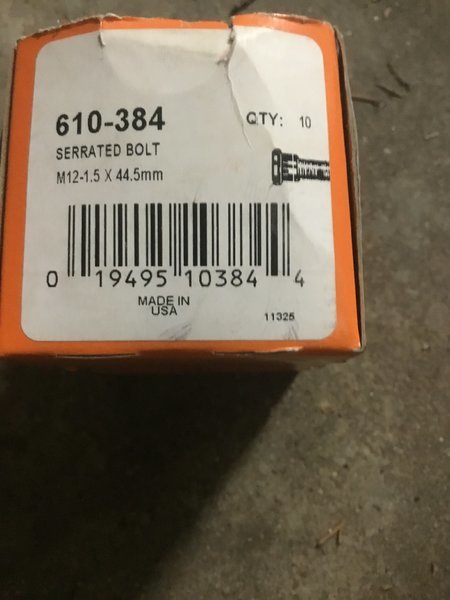 610-384
QTY: 10
SERRATED BOLT
M12-1.5 X 44.5mm
0 19495 10384 4
MADE IN
USA
11325